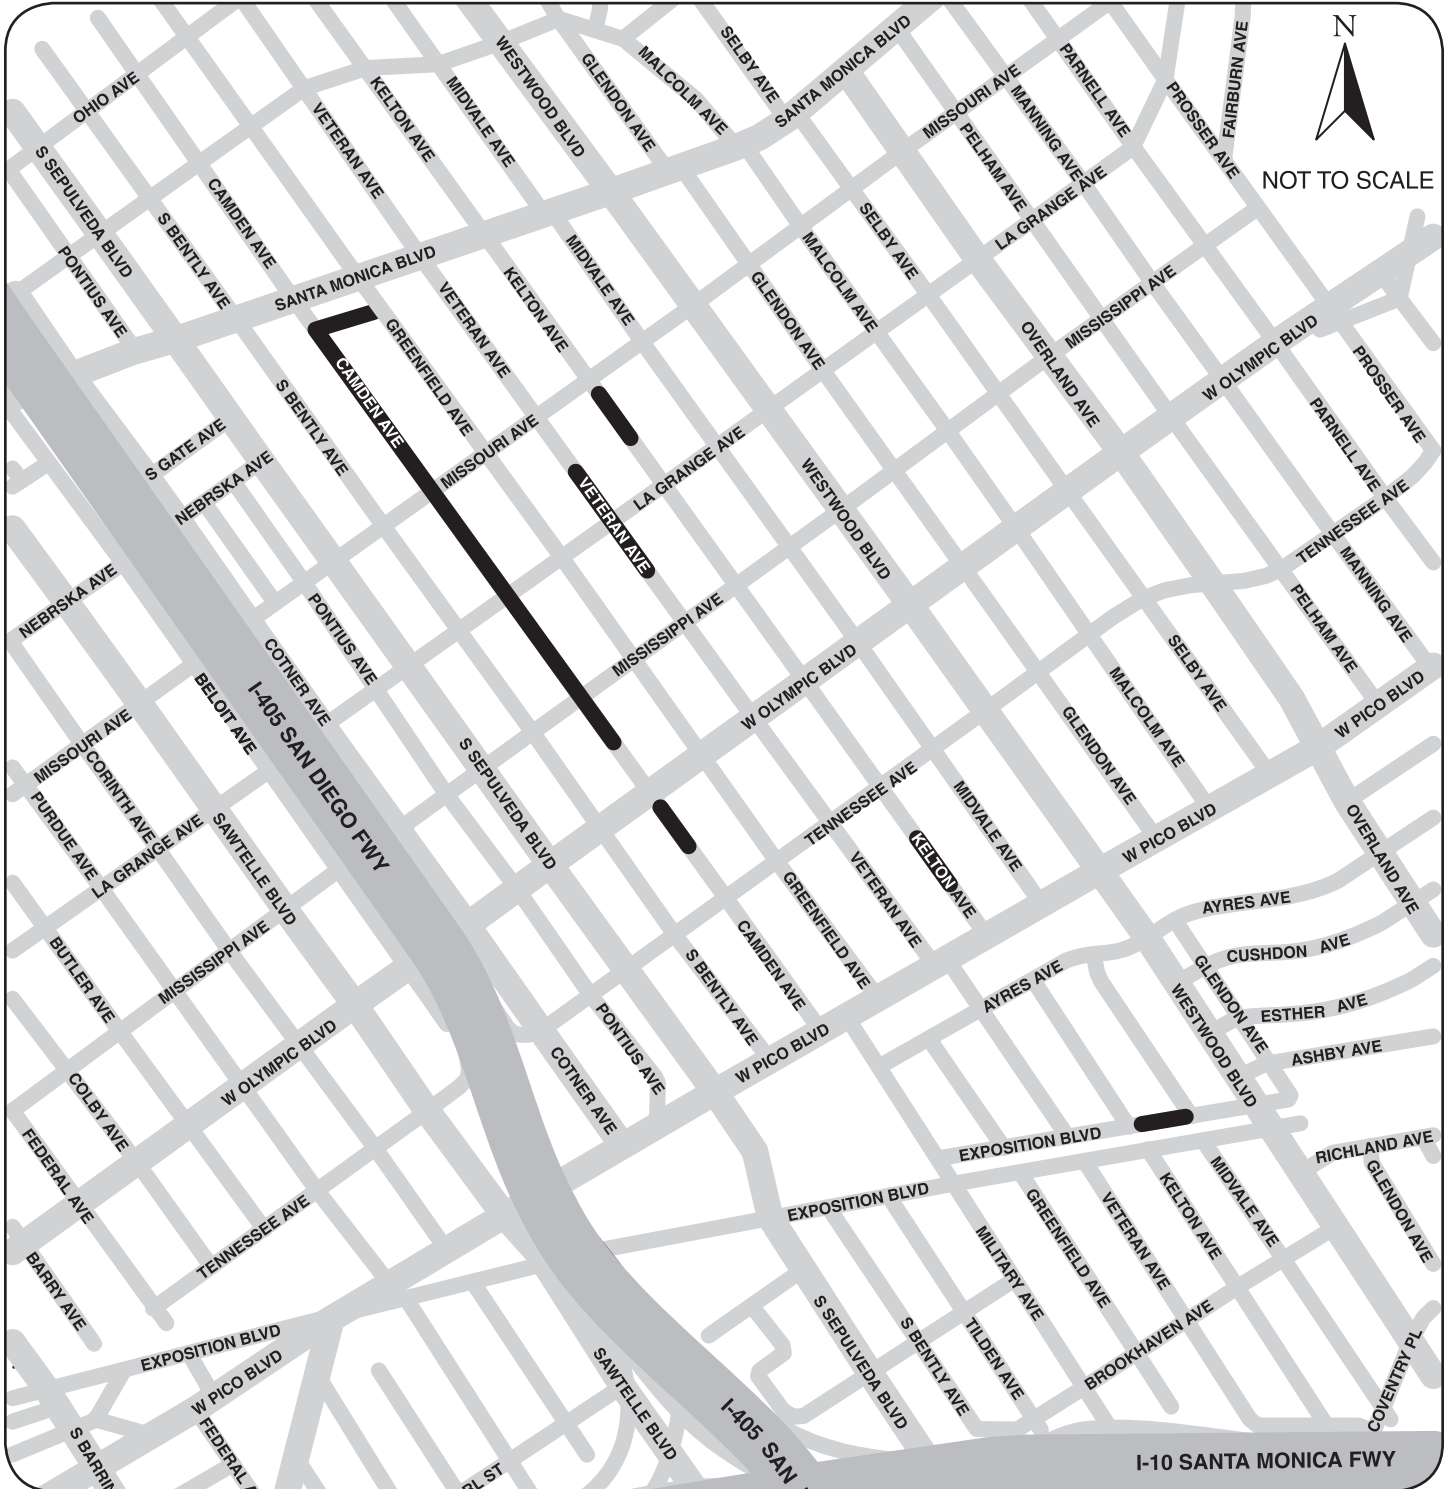 N
NOT TO SCALE
OHIO AVE
S SEPULVEDA BLVD
PONTIUS AVE
S BENTLY AVE
CAMDEN AVE
VETERAN AVE
KELTON AVE
MIDVALE AVE
WESTWOOD BLVD
GLENDON AVE
MALCOLM AVE
SELBY AVE
SANTA MONICA BLVD
MISSOURI AVE
PARNELL AVE
MANNING AVE
PELHAM AVE
PROSSER AVE
FAIRBURN AVE
LA GRANGE AVE
SANTA MONICA BLVD
GREENFIELD AVE
VETERAN AVE
KELTON AVE
MIDVALE AVE
GLENDON AVE
MALCOLM AVE
SELBY AVE
OVERLAND AVE
MISSISSIPPI AVE
W OLYMPIC BLVD
PROSSER AVE
PARNELL AVE
CAMDEN AVE
S BENTLY AVE
S GATE AVE
NEBRSKA AVE
MISSOURI AVE
LA GRANGE AVE
WESTWOOD BLVD
VETERAN AVE
TENNESSEE AVE
MANNING AVE
PELHAM AVE
NEBRSKA AVE
PONTIUS AVE
COTNER AVE
MISSISSIPPI AVE
W OLYMPIC BLVD
SELBY AVE
MALCOLM AVE
GLENDON AVE
W PICO BLVD
BELOIT AVE
I-405 SAN DIEGO FWY
MISSOURI AVE
CORINTH AVE
PURDUE AVE
LA GRANGE AVE
SAWTELLE BLVD
S SEPULVEDA BLVD
TENNESSEE AVE
MIDVALE AVE
KELTON AVE
VETERAN AVE
GREENFIELD AVE
CAMDEN AVE
S BENTLY AVE
W PICO BLVD
OVERLAND AVE
AYRES AVE
CUSHDON AVE
ESTHER AVE
ASHBY AVE
GLENDON AVE
WESTWOOD BLVD
AYRES AVE
BUTLER AVE
MISSISSIPPI AVE
W OLYMPIC BLVD
PONTIUS AVE
COTNER AVE
W PICO BLVD
COLBY AVE
FEDERAL AVE
BARRY AVE
TENNESSEE AVE
EXPOSITION BLVD
EXPOSITION BLVD
RICHLAND AVE
GLENDON AVE
MIDVALE AVE
KELTON AVE
VETERAN AVE
GREENFIELD AVE
MILITARY AVE
TILDEN AVE
S BENTLY AVE
S SEPULVEDA BLVD
BROOKHAVEN AVE
COVENTRY PL
EXPOSITION BLVD
W PICO BLVD
SAWTELLE BLVD
FEDERAL A
S BARRIN
RL ST
I-405 SAN
I-10 SANTA MONICA FWY